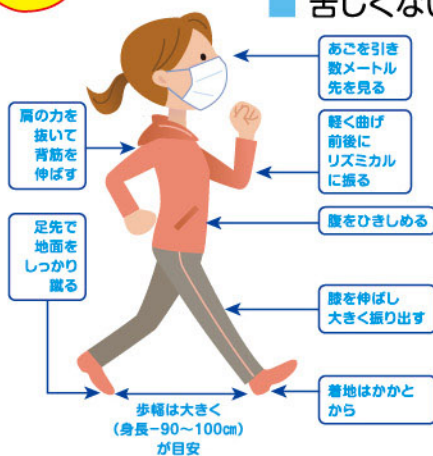 ■ 苦しくない
あごを引き
数メートル
先を見る
肩の力を
抜いて
背筋を
伸ばす
軽く曲げ
前後に
リズミカル
に振る
腹をひきしめる
足先で
地面を
しっかり
蹴る
膝を伸ばし
大きく振り出す
着地はかかと
から
歩幅は大きく
（身長−90〜100㎝）
が目安